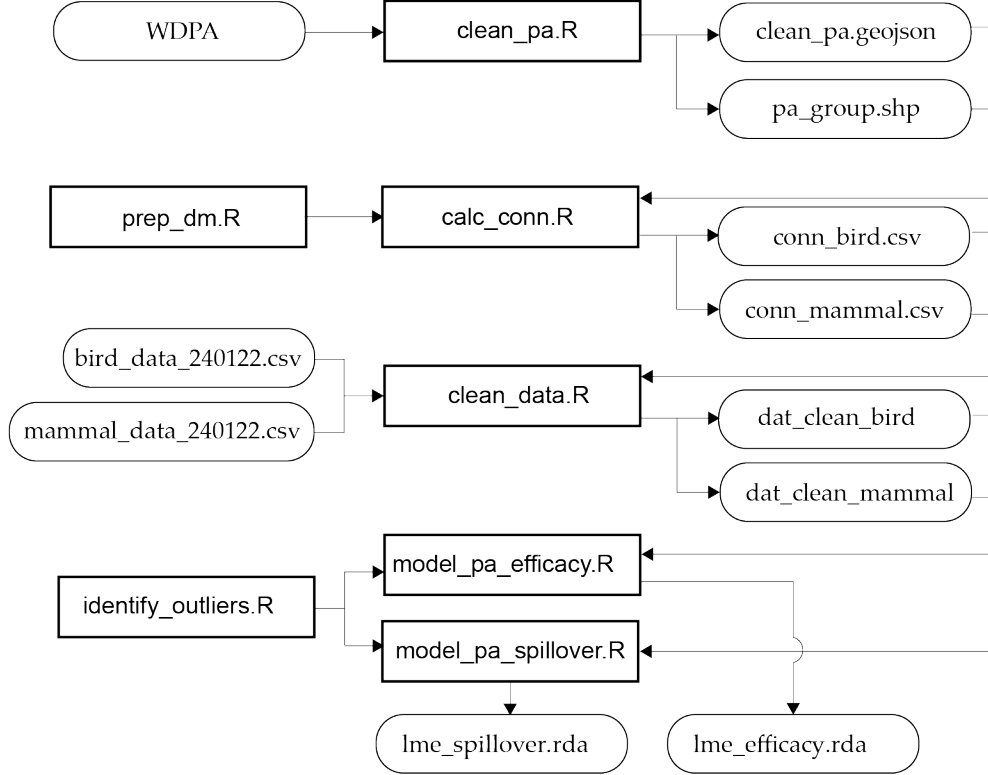 WDPA
clean_pa.R
clean_pa.geojson
pa_group.shp
prep_dm.R
calc_conn.R
conn_bird.csv
conn_mammal.csv
bird_data_240122.csv
mammal_data_240122.csv
clean_data.R
dat_clean_bird
dat_clean_mammal
identify_outliers.R
model_pa_efficacy.R
model_pa_spillover.R
lme_spillover.rda
lme_efficacy.rda